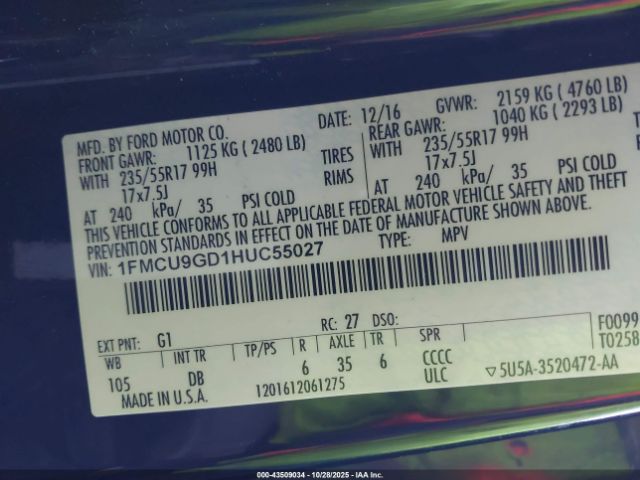 MFD. BY FORD MOTOR CO.
DATE: 12/16 GVWR: 2159 KG ( 4760 LB)
FRONT GAWR: 1125 KG ( 2480 LB) REAR GAWR: 1040 KG ( 2293 LB)
WITH 235/55R17 99H TIRES WITH 235/55R17 99H
17x7.5J RIMS 17x7.5J
AT 240 kPa/ 35 PSI COLD AT 240 kPa/ 35 PSI COLD
THIS VEHICLE CONFORMS TO ALL APPLICABLE FEDERAL MOTOR VEHICLE SAFETY AND THEFT
PREVENTION STANDARDS IN EFFECT ON THE DATE OF MANUFACTURE SHOWN ABOVE.
VIN: 1FMCU9GD1HUC55027 TYPE: MPV
EXT PNT: G1 RC: 27 DSO: F0099
WB INT TR TP/PS R AXLE TR SPR T0258
105 DB 6 35 6 CCCC
MADE IN U.S.A. 1201612061275 ULC ▽5U5A-3520472-AA
000-43509034 | 10/28/2025 | IAA Inc.